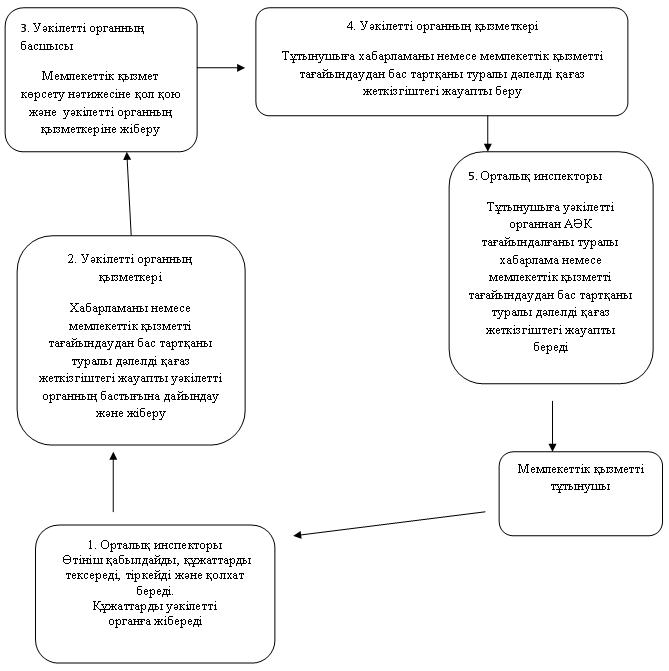 3. Уәкілетті органның
басшысы
Мемлекеттік қызмет
көрсету нәтижесіне қол қою
және уәкілетті органның
қызметкеріне жіберу
4. Уәкілетті органның қызметкері
Тұтынушыға хабарламаны немесе мемлекеттік қызметті
тағайындаудан бас тартқаны туралы дәлелді қағаз
жеткізгіштегі жауапты беру
5. Орталық инспекторы
Тұтынушыға уәкілетті
органнан АӘК
тағайындалғаны туралы
хабарлама немесе
мемлекеттік қызметті
тағайындаудан бас тартқаны
туралы дәлелді қағаз
жеткізгіштегі жауапты
береді
2. Уәкілетті органның
қызметкері
Хабарламаны немесе
мемлекеттік қызметті
тағайындаудан бас тартқаны
туралы дәлелді қағаз
жеткізгіштегі жауапты уәкілетті
органның бастығына дайындау
және жіберу
Мемлекеттік қызметті
тұтынушы
1. Орталық инспекторы
Өтініш қабылдайды, құжаттарды
тексереді, тіркейді және қолхат
береді.
Құжаттарды уәкілетті
органға жібереді